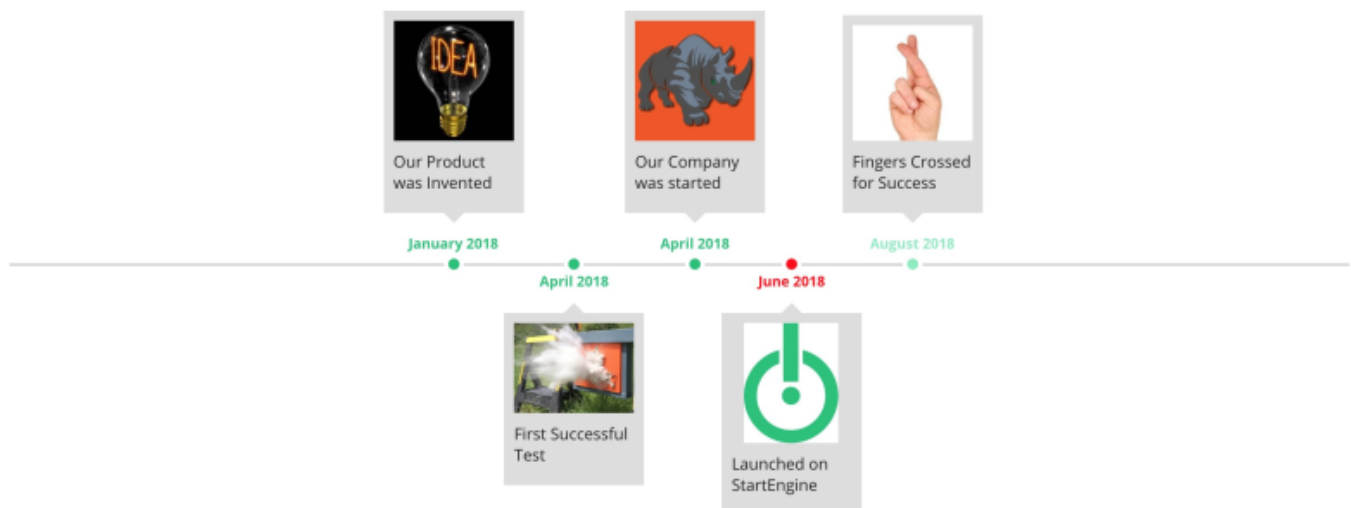 IDEA
Our Product
was Invented
Our Company
was started
Fingers Crossed
for Success
January 2018
April 2018
August 2018
April 2018
June 2018
First Successful
Test
Launched on
StartEngine